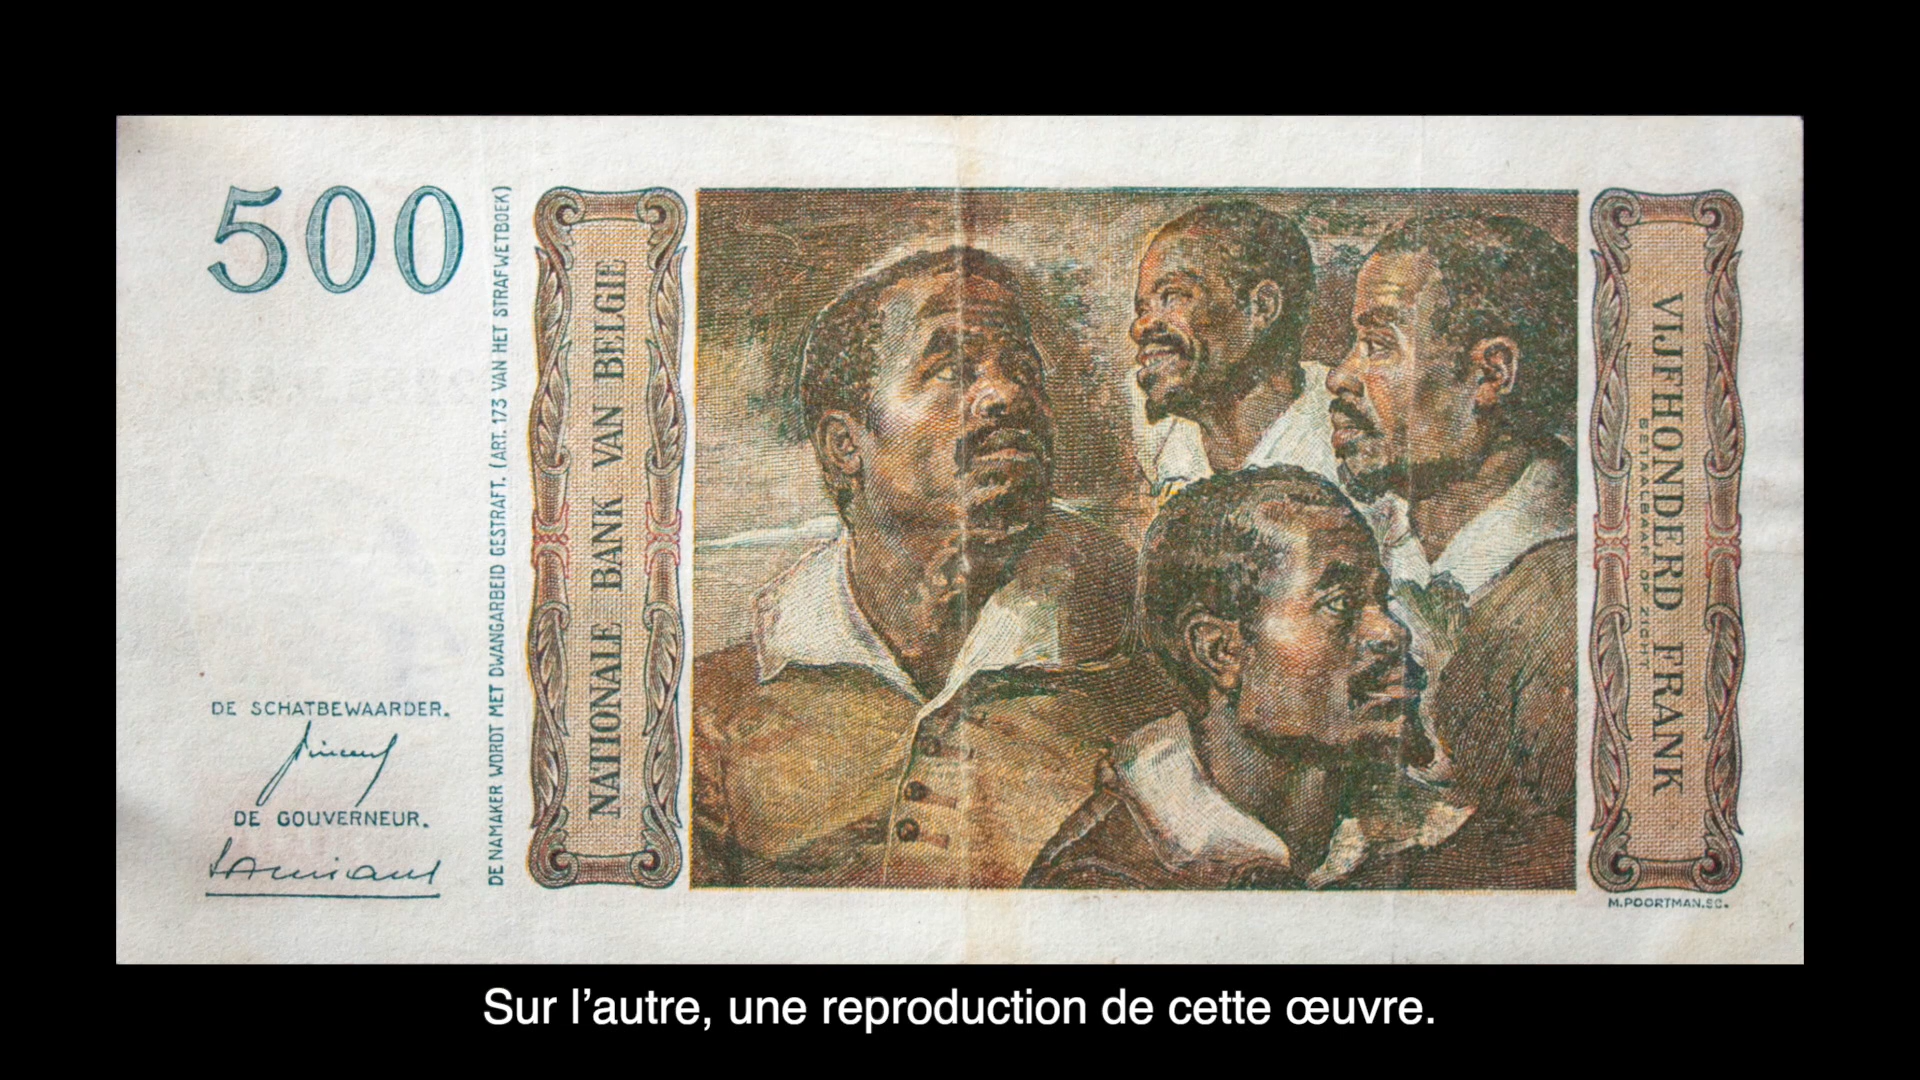 500
DE SCHATBEWAARDER.
DE GOUVERNEUR.
DE NAMAKER WORDT MET DWANGARBEID GESTRAFT. (ART. 173 VAN HET STRAFWETBOEK)
NATIONALE BANK VAN BELGIE
VIJFHONDERD FRANK
BETAALBAAR OP ZICHT
M.POORTMAN.SC.
Sur l’autre, une reproduction de cette œuvre.